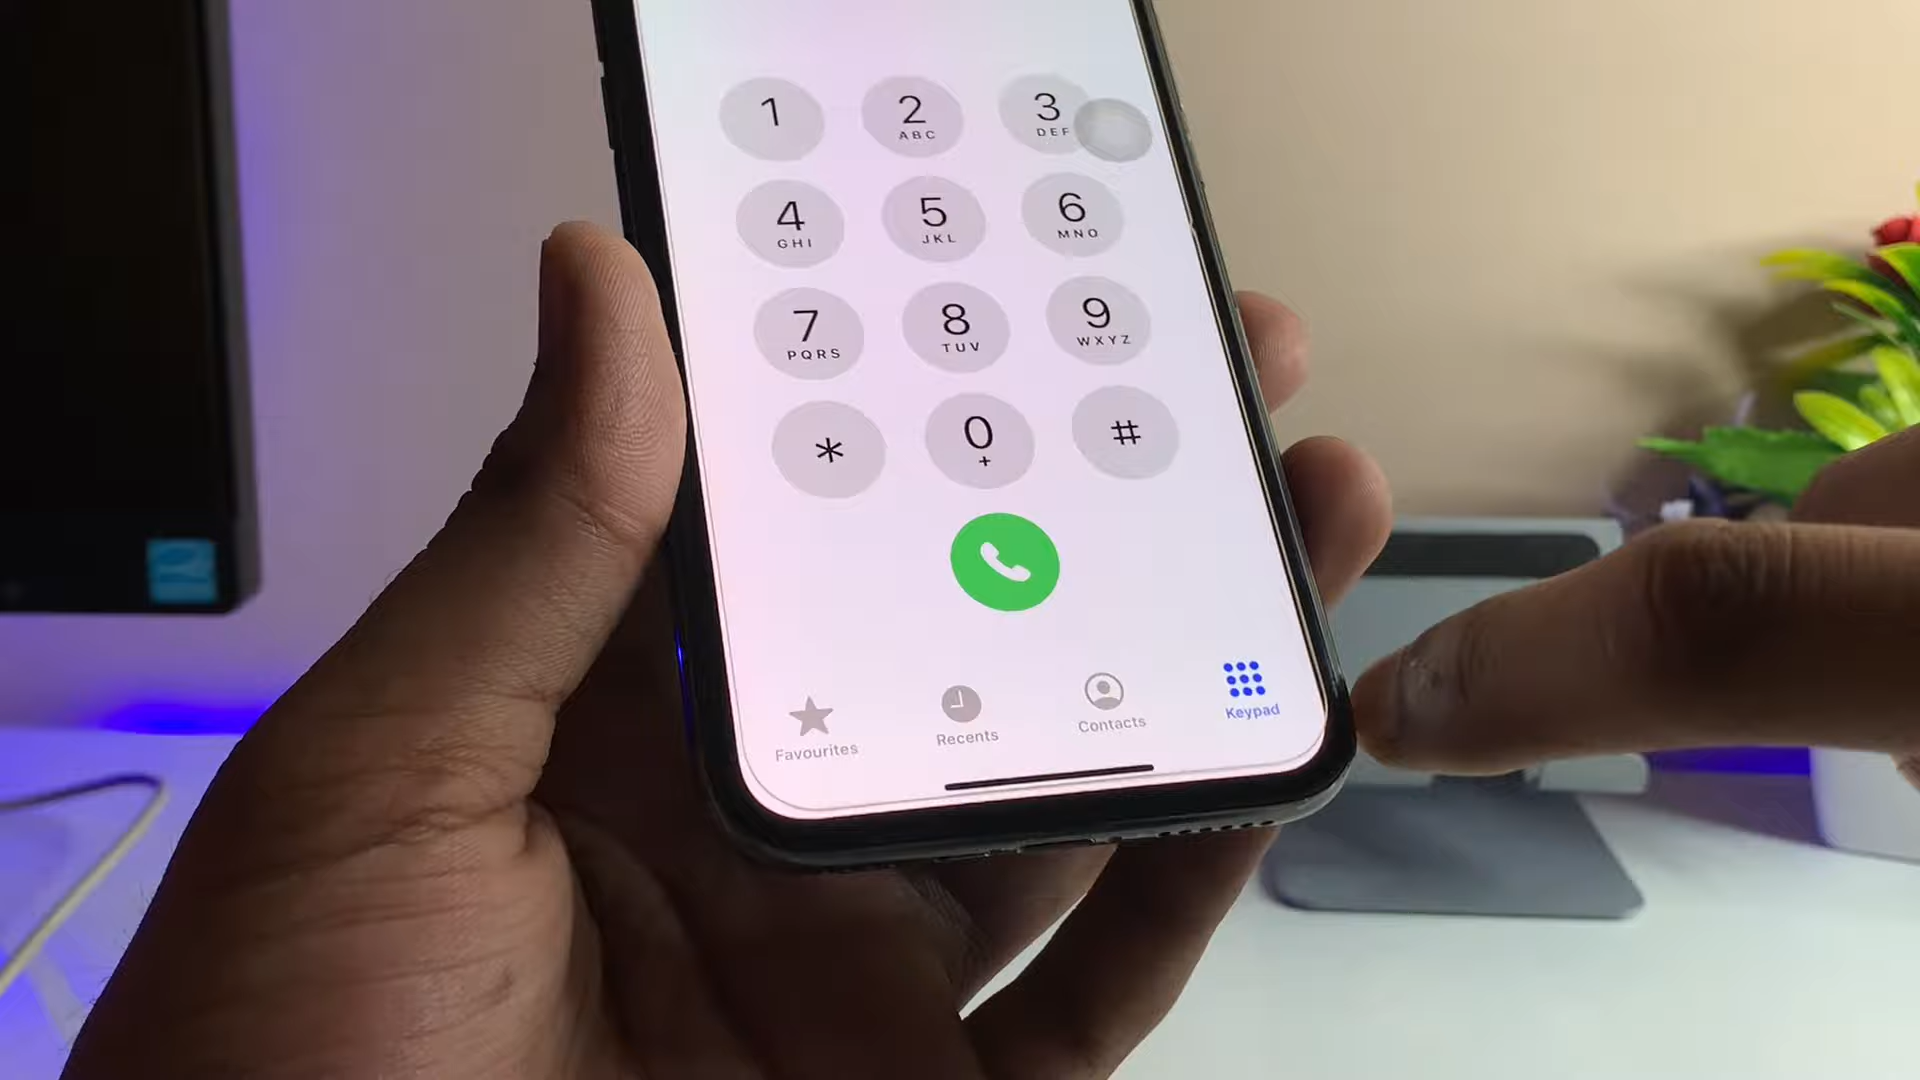 1
2
ABC
3
DEF
4
GHI
5
JKL
6
MNO
7
PQRS
8
TUV
9
WXYZ
*
0
+
#
Favourites
Recents
Contacts
Keypad